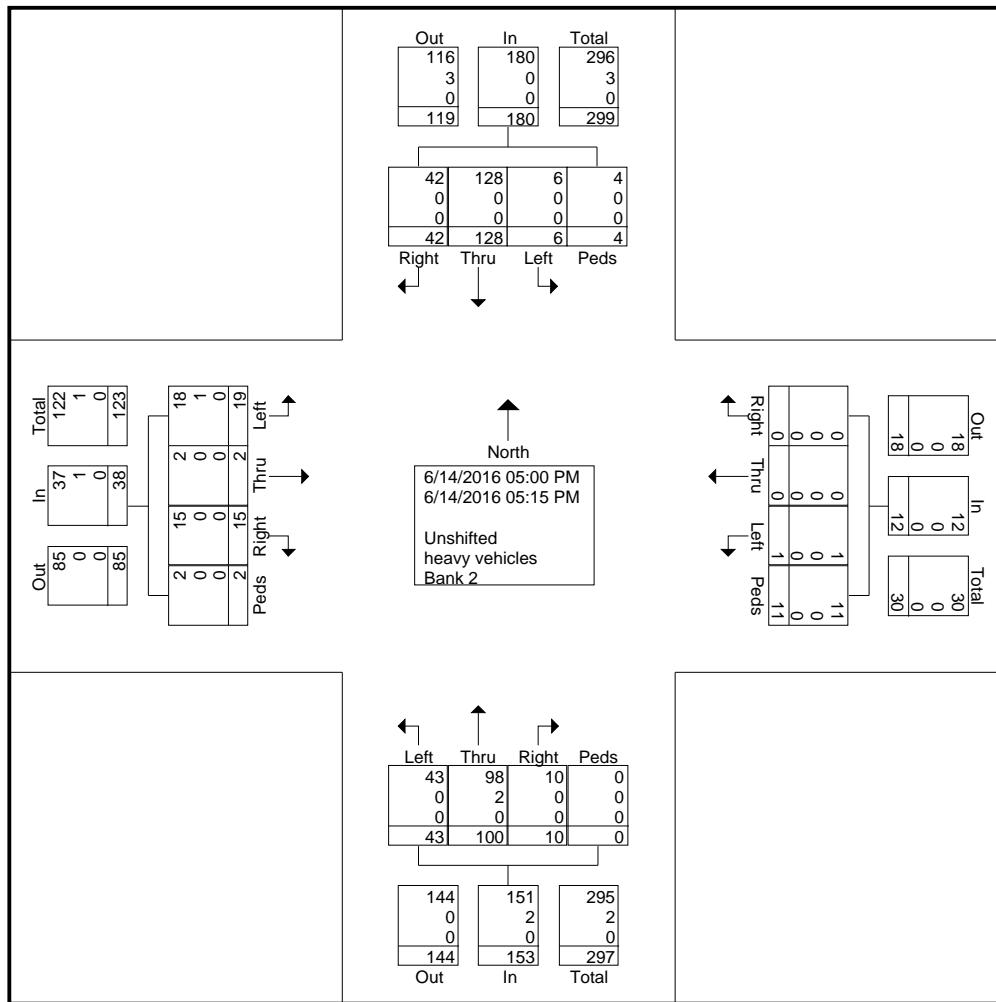 Out In Total
116 180 296
3 0 3
0 0 0
119 180 299
42 128 6 4
0 0 0 0
0 0 0 0
42 128 6 4
Right Thru Left Peds
Total
122 1 0 123
In
37 1 0 38
Out
85 0 0 85
18 1 0 19
Left
2 0 0 2
Thru
15 0 0 15
Right
2 0 0 2
Peds
North
6/14/2016 05:00 PM
6/14/2016 05:15 PM
Unshifted
heavy vehicles
Bank 2
Right
0 0 0 0
Thru
0 0 0 0
Left
1 0 0 1
Peds
11 0 0 11
Out
18 0 0 18
In
12 0 0 12
Total
30 0 0 30
Left Thru Right Peds
43 98 10 0
0 2 0 0
0 0 0 0
43 100 10 0
144 151 295
0 2 2
0 0 0
144 153 297
Out In Total